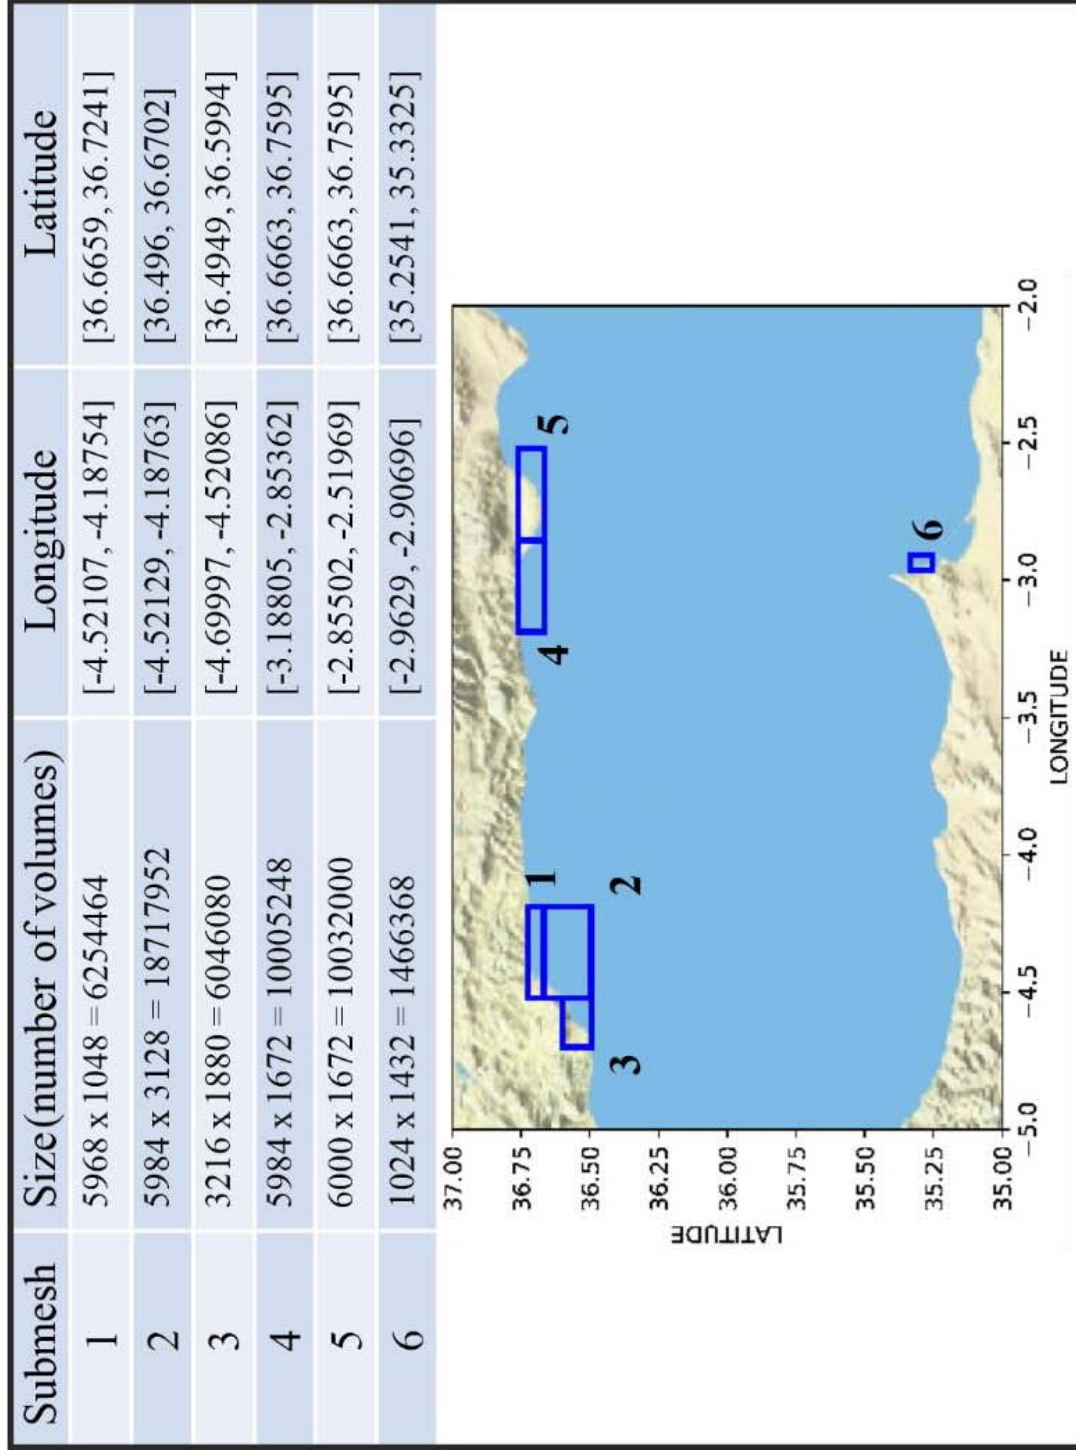 Submesh Size(number of volumes) Longitude Latitude
1 5968 x 1048 = 6254464 [-4.52107, -4.18754] [36.6659, 36.7241]
2 5984 x 3128 = 18717952 [-4.52129, -4.18763] [36.496, 36.6702]
3 3216 x 1880 = 6046080 [-4.69997, -4.52086] [36.4949, 36.5994]
4 5984 x 1672 = 10005248 [-3.18805, -2.85362] [36.6663, 36.7595]
5 6000 x 1672 = 10032000 [-2.85502, -2.51969] [36.6663, 36.7595]
6 1024 x 1432 = 1466368 [-2.9629, -2.90696] [35.2541, 35.3325]
37.00
36.75
36.50
36.25
36.00
35.75
35.50
35.25
35.00
LATITUDE
1
2
3
4
5
6
−5.0 −4.5 −4.0 −3.5 −3.0 −2.5 −2.0
LONGITUDE